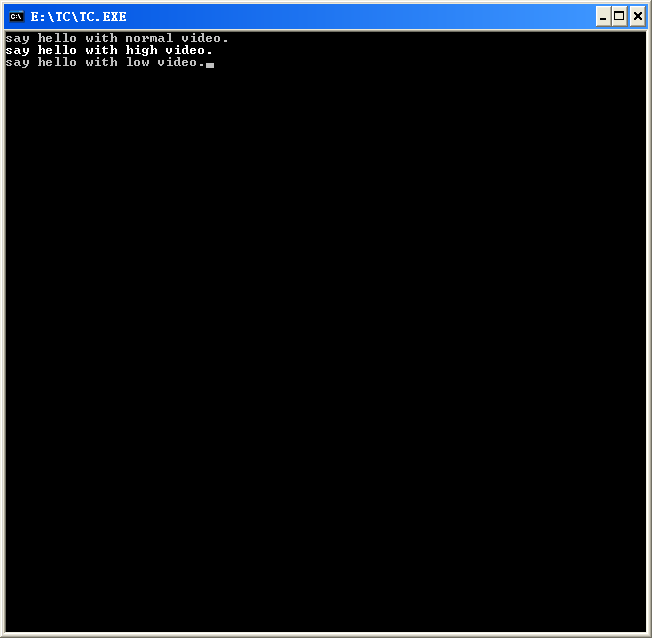 E:\TC\TC.EXE
say hello with normal video.
say hello with high video.
say hello with low video.